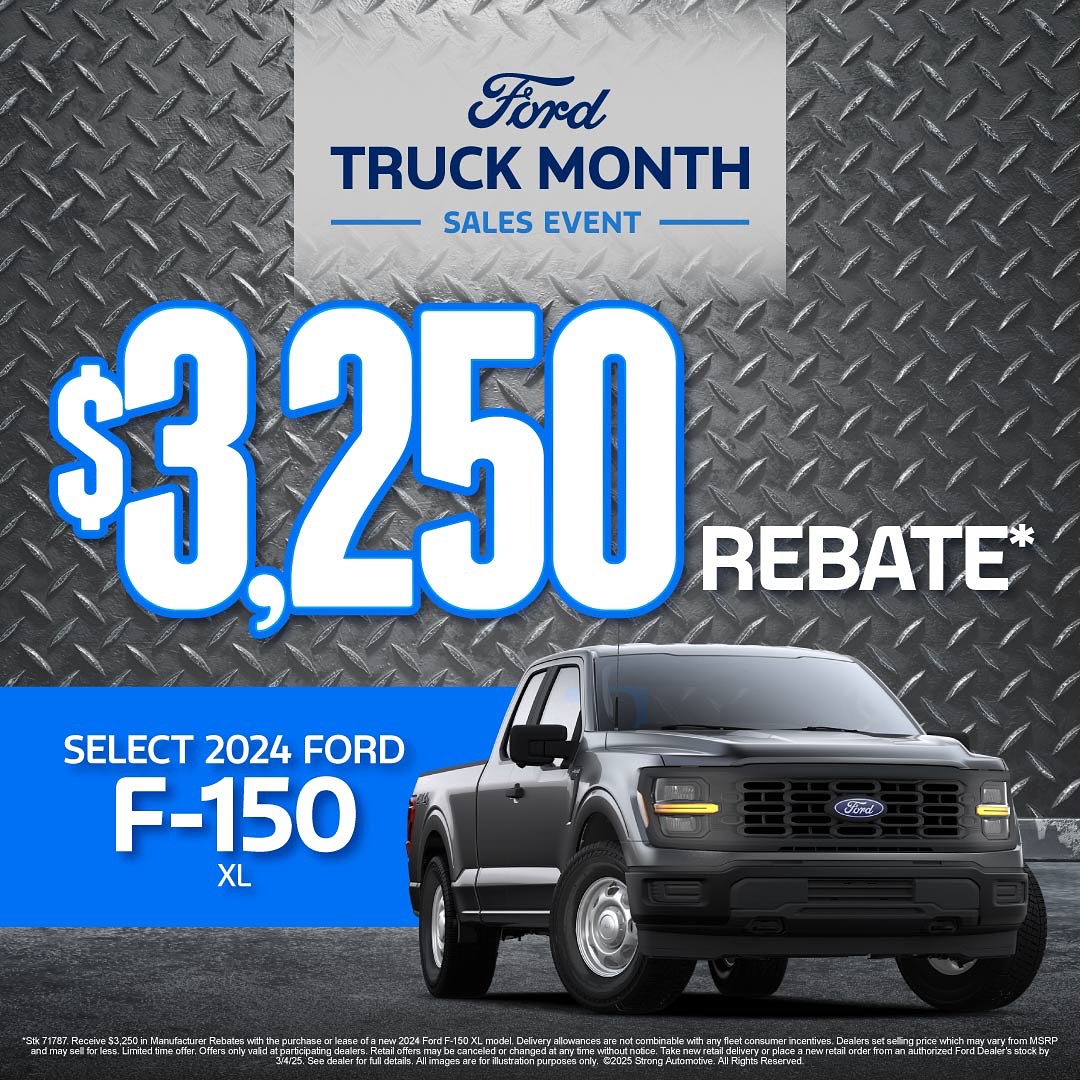 Ford
TRUCK MONTH
SALES EVENT
$3,250
REBATE*
SELECT 2024 FORD
F-150
XL
Ford
*Stk 71787. Receive $3,250 in Manufacturer Rebates with the purchase or lease of a new 2024 Ford F-150 XL model. Delivery allowances are not combinable with any fleet consumer incentives. Dealers set selling price which may vary from MSRP
and may sell for less. Limited time offer. Offers only valid at participating dealers. Retail offers may be canceled or changed at any time without notice. Take new retail delivery or place a new retail order from an authorized Ford Dealer's stock by
3/4/25. See dealer for full details. All images are for illustration purposes only. ©2025 Strong Automotive. All Rights Reserved.